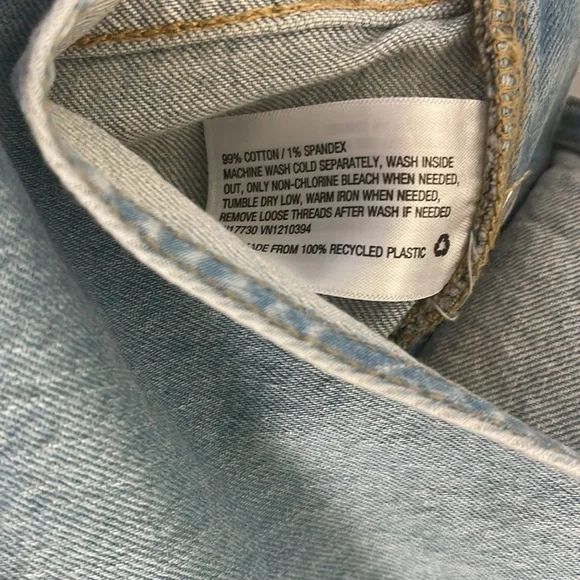 99% COTTON / 1% SPANDEX
MACHINE WASH COLD SEPARATELY, WASH INSIDE
OUT, ONLY NON-CHLORINE BLEACH WHEN NEEDED,
TUMBLE DRY LOW, WARM IRON WHEN NEEDED,
REMOVE LOOSE THREADS AFTER WASH IF NEEDED
VN1210394
MADE FROM 100% RECYCLED PLASTIC